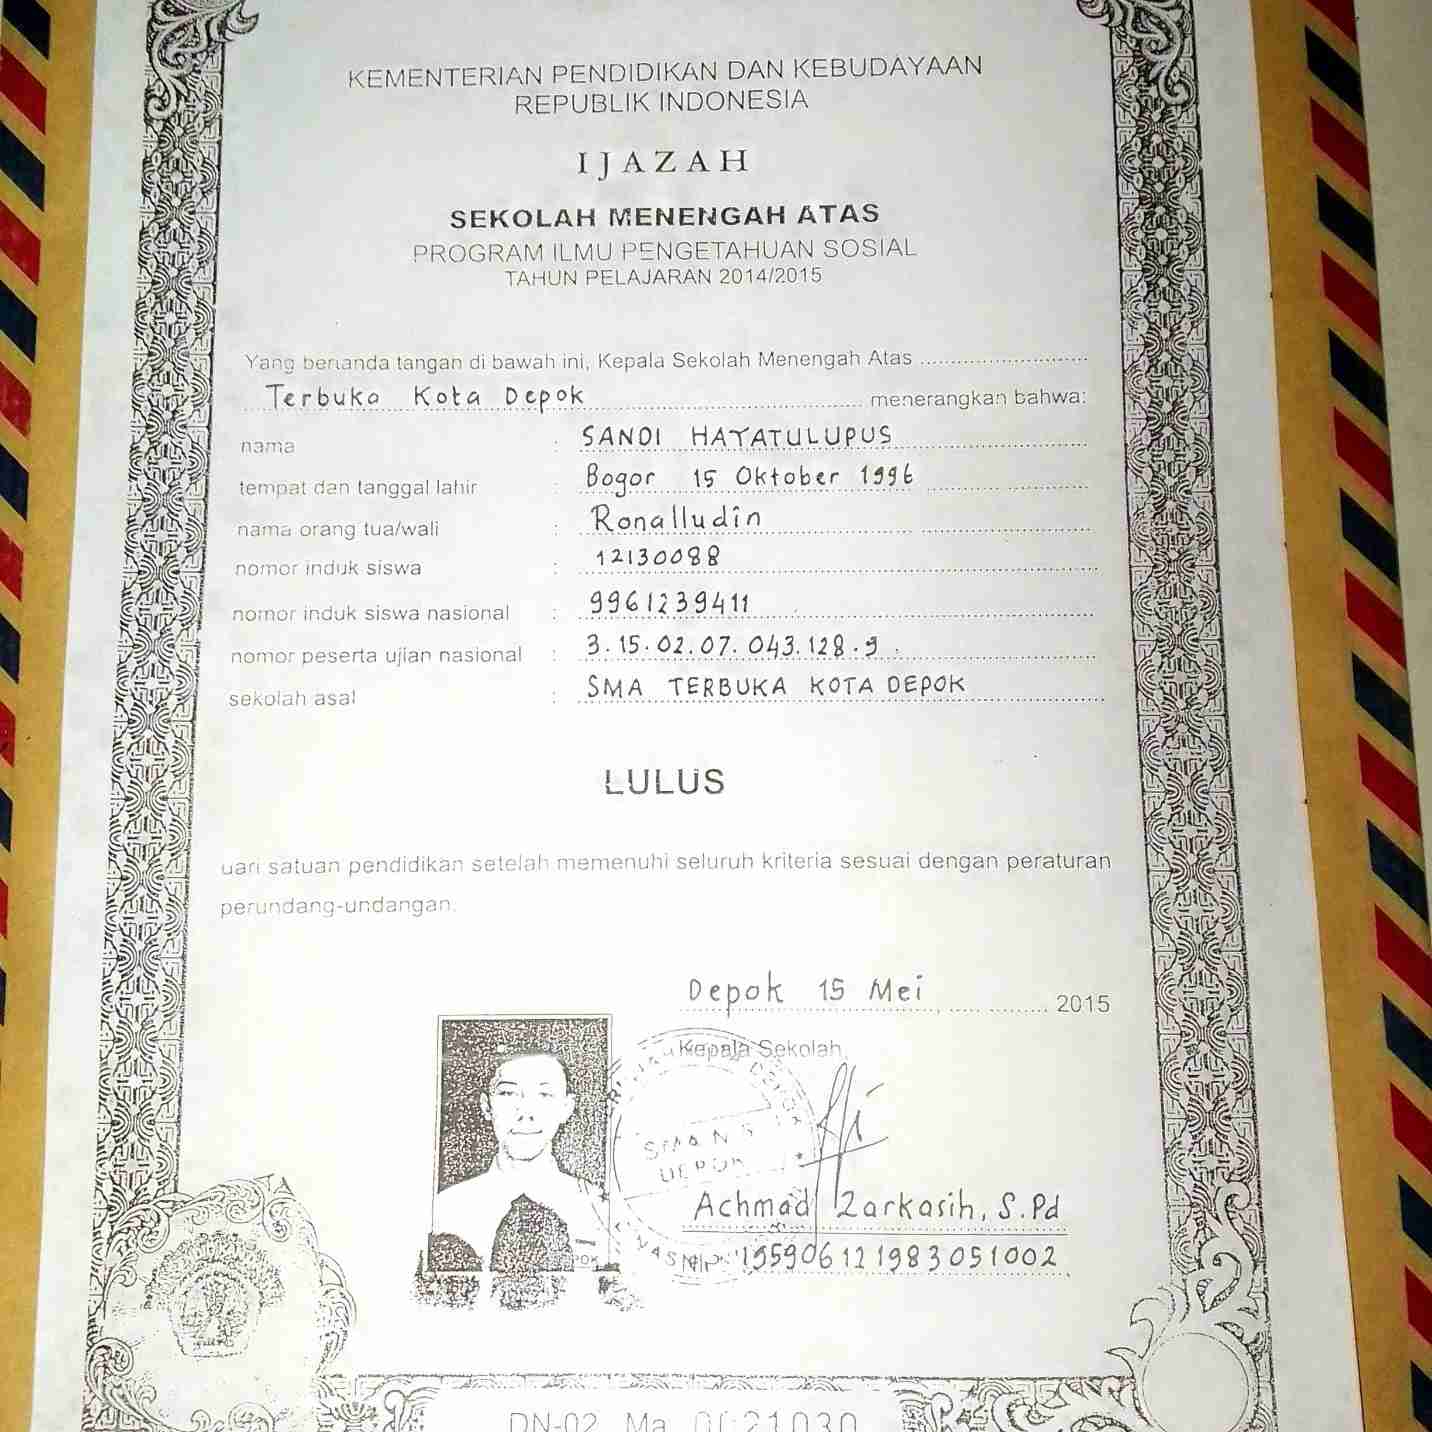 KEMENTERIAN PENDIDIKAN DAN KEBUDAYAAN
REPUBLIK INDONESIA
IJAZAH
SEKOLAH MENENGAH ATAS
PROGRAM ILMU PENGETAHUAN SOSIAL
TAHUN PELAJARAN 2014/2015
Yang bertanda tangan di bawah ini, Kepala Sekolah Menengah Atas
Terbuka Kota Depok menerangkan bahwa:
nama : SANDI HAYATULUPUS
tempat dan tanggal lahir : Bogor 15 Oktober 1996
nama orang tua/wali : Ronalludin
nomor induk siswa : 12130088
nomor induk siswa nasional : 9961239411
nomor peserta ujian nasional : 3.15.02.07.043.128.9
sekolah asal : SMA TERBUKA KOTA DEPOK
LULUS
dari satuan pendidikan setelah memenuhi seluruh kriteria sesuai dengan peraturan
perundang-undangan.
Depok 15 Mei, 2015
Kepala Sekolah,
SMAN
DEPOK
Achmad Zarkasih, S.Pd
NIP 195906121983051002
DN-02 Ma 0021030